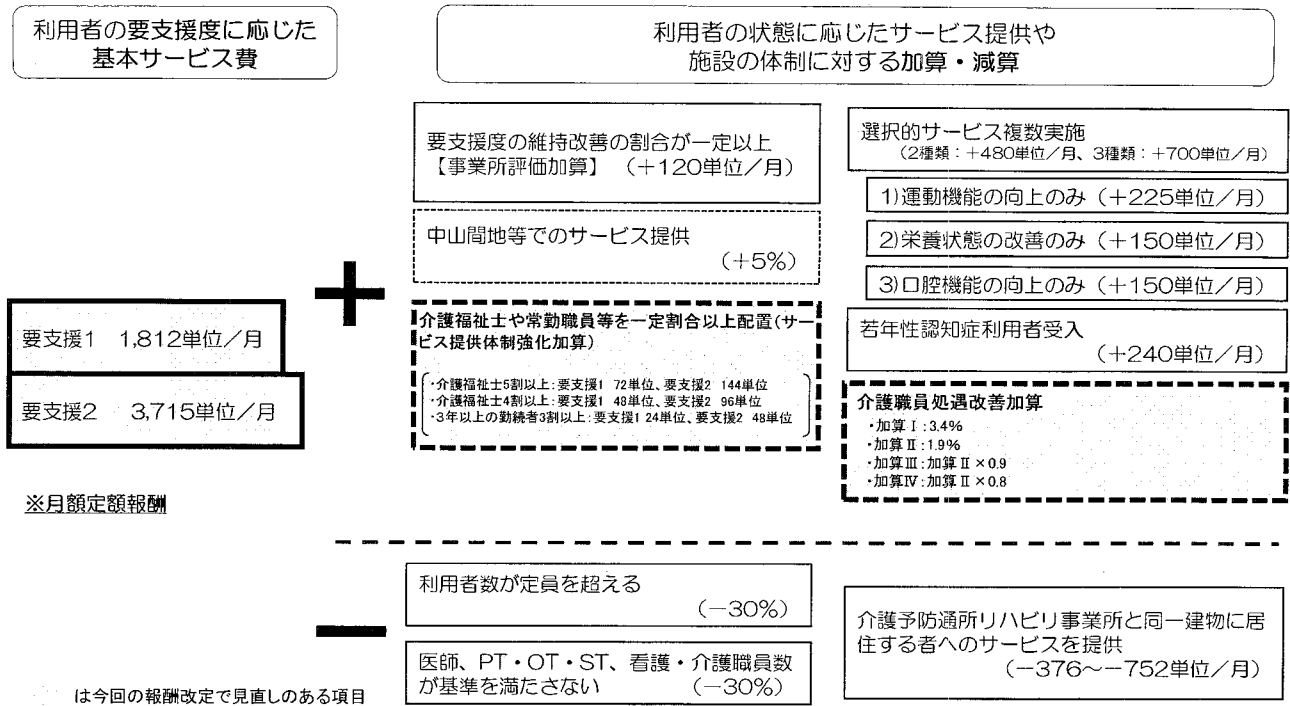 利用者の要支援度に応じた
基本サービス費
利用者の状態に応じたサービス提供や
施設の体制に対する加算・減算
要支援1 1,812単位／月
要支援2 3,715単位／月
※月額定額報酬
要支援度の維持改善の割合が一定以上
【事業所評価加算】 （＋120単位／月）
中山間地等でのサービス提供
（＋5%）
介護福祉士や常勤職員等を一定割合以上配置（サー
ビス提供体制強化加算）
・介護福祉士5割以上：要支援1 72単位、要支援2 144単位
・介護福祉士4割以上：要支援1 48単位、要支援2 96単位
・3年以上の勤続者3割以上：要支援1 24単位、要支援2 48単位
選択的サービス複数実施
（2種類：＋480単位／月、3種類：＋700単位／月）
1)運動機能の向上のみ（＋225単位／月）
2)栄養状態の改善のみ（＋150単位／月）
3)口腔機能の向上のみ（＋150単位／月）
若年性認知症利用者受入
（＋240単位／月）
介護職員処遇改善加算
・加算Ⅰ：3.4%
・加算Ⅱ：1.9%
・加算Ⅲ：加算Ⅱ×0.9
・加算Ⅳ：加算Ⅱ×0.8
利用者数が定員を超える
（－30%）
医師、PT・OT・ST、看護・介護職員数
が基準を満たさない （－30%）
介護予防通所リハビリ事業所と同一建物に居
住する者へのサービスを提供
（－376～－752単位／月）
は今回の報酬改定で見直しのある項目